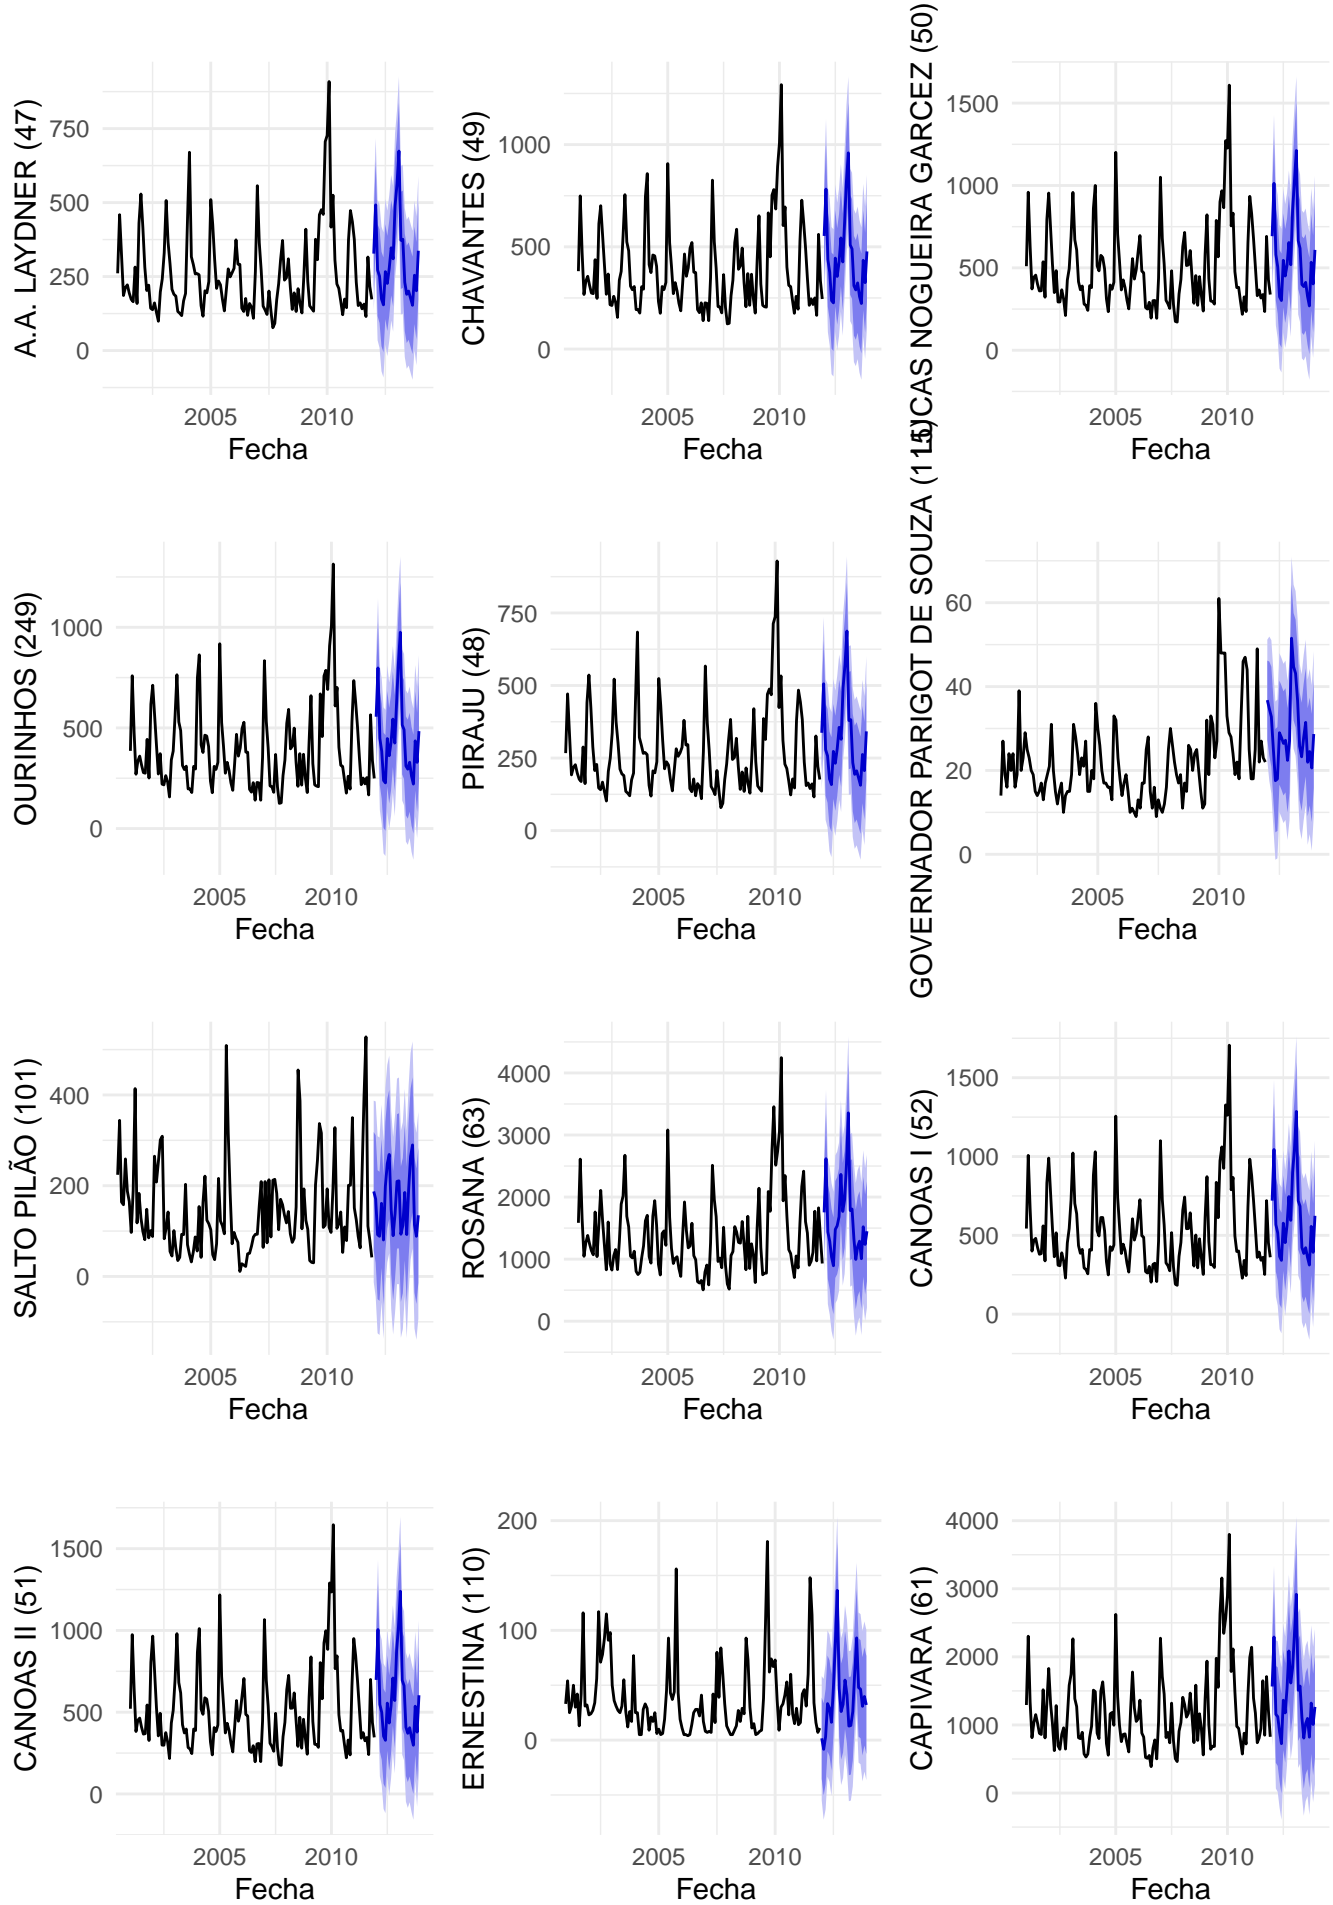 A.A. LAYDNER (47)
750
500
250
0
2005 2010
Fecha
CHAVANTES (49)
1000
500
0
2005 2010
Fecha
LUCAS NOGUEIRA GARCEZ (50)
1500
1000
500
0
2005 2010
Fecha
OURINHOS (249)
1000
500
0
2005 2010
Fecha
PIRAJU (48)
750
500
250
0
2005 2010
Fecha
GOVERNADOR PARIGOT DE SOUZA (115)
60
40
20
0
2005 2010
Fecha
SALTO PILÃO (101)
400
200
0
2005 2010
Fecha
ROSANA (63)
4000
3000
2000
1000
0
2005 2010
Fecha
CANOAS I (52)
1500
1000
500
0
2005 2010
Fecha
CANOAS II (51)
1500
1000
500
0
2005 2010
Fecha
ERNESTINA (110)
200
100
0
2005 2010
Fecha
CAPIVARA (61)
4000
3000
2000
1000
0
2005 2010
Fecha